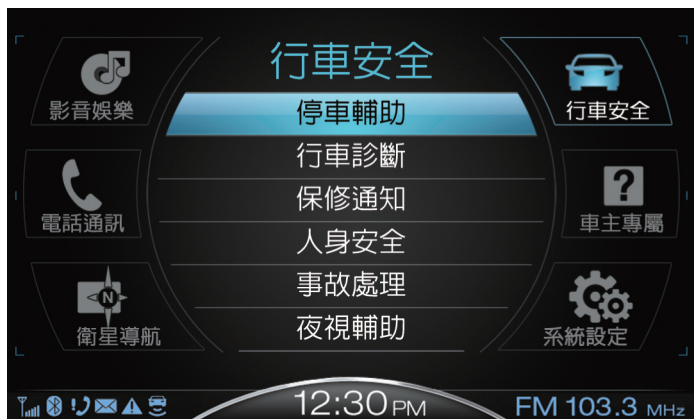 行車安全
影音娛樂
電話通訊
衛星導航
停車輔助
行車診斷
保修通知
人身安全
事故處理
夜視輔助
行車安全
?
車主專屬
系統設定
N
12:30 PM
FM 103.3 MHz